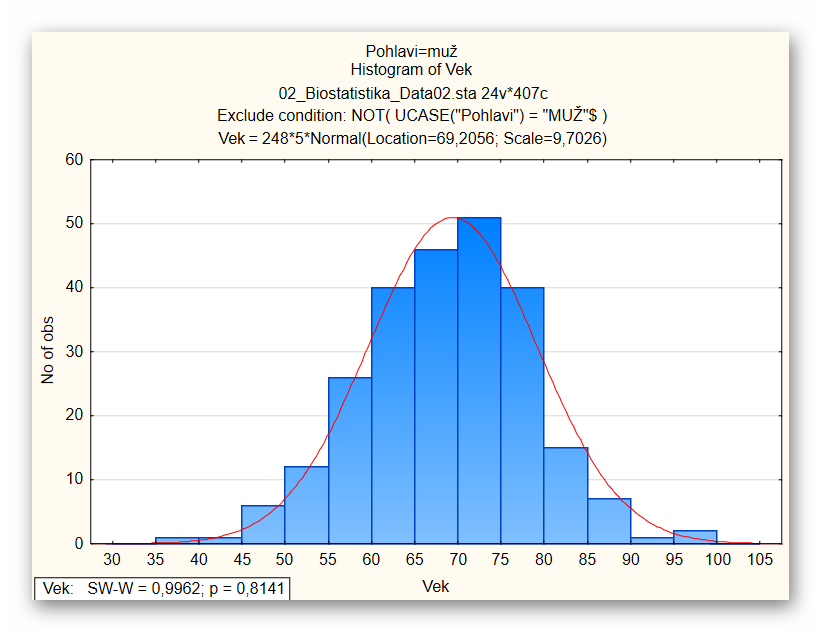 Pohlavi=muž
Histogram of Vek
02_Biostatistika_Data02.sta 24v*407c
Exclude condition: NOT( UCASE("Pohlavi") = "MUŽ"$ )
Vek = 248*5*Normal(Location=69,2056; Scale=9,7026)
60
50
40
30
20
10
0
No of obs
30 35 40 45 50 55 60 65 70 75 80 85 90 95 100 105
Vek
Vek: SW-W = 0,9962; p = 0,8141